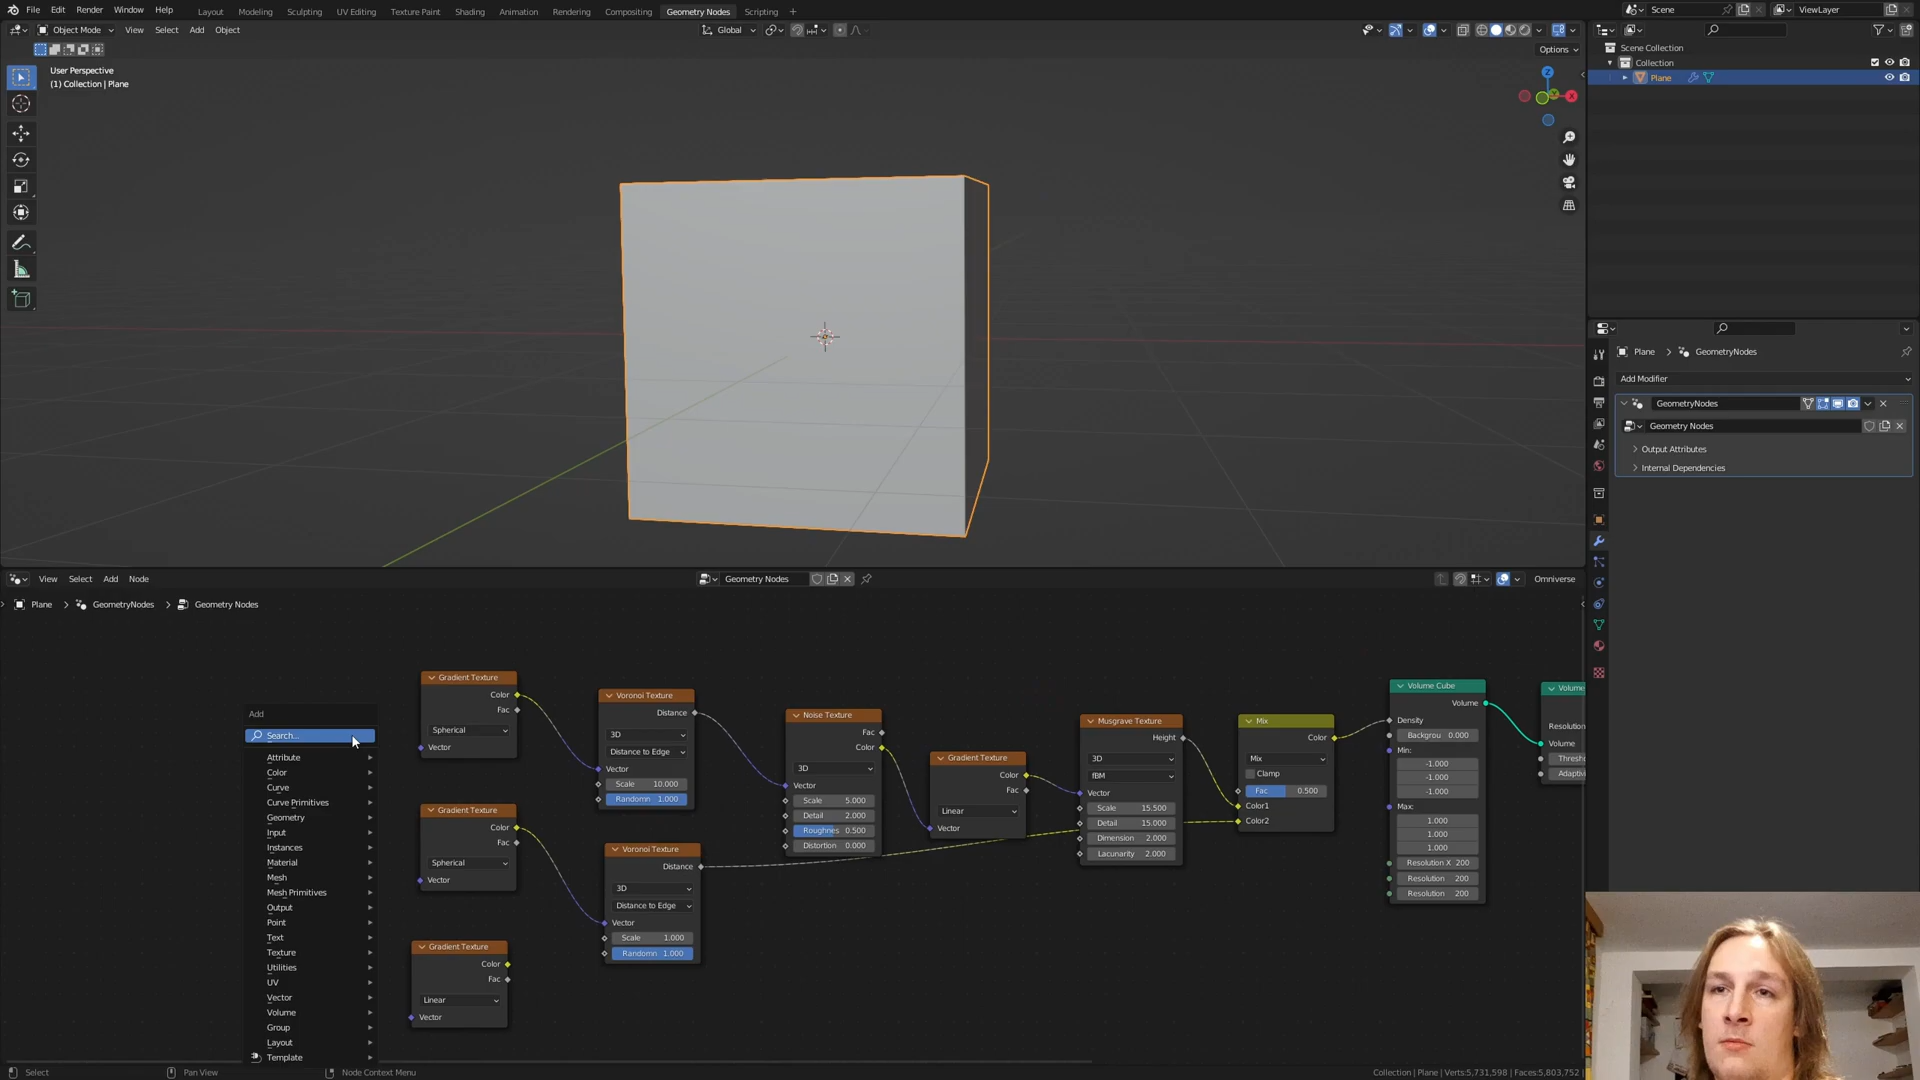 File Edit Render Window Help Layout Modeling Sculpting UV Editing Texture Paint Shading Animation Rendering Compositing Geometry Nodes Scripting + Scene ViewLayer
Object Mode View Select Add Object Global
Options
User Perspective
(1) Collection | Plane
Z
X
Scene Collection
Collection
Plane
Plane > GeometryNodes
Add Modifier
GeometryNodes
Geometry Nodes
Output Attributes
Internal Dependencies
View Select Add Node Geometry Nodes Omniverse
Plane > GeometryNodes > Geometry Nodes
Add
Search...
Attribute
Color
Curve
Curve Primitives
Geometry
Input
Instances
Material
Mesh
Mesh Primitives
Output
Point
Text
Texture
Utilities
UV
Vector
Volume
Group
Layout
Template
Gradient Texture
Color
Fac
Spherical
Vector
Gradient Texture
Color
Fac
Spherical
Vector
Gradient Texture
Color
Fac
Linear
Vector
Voronoi Texture
Distance
3D
Distance to Edge
Vector
Scale 10.000
Randomn 1.000
Voronoi Texture
Distance
3D
Distance to Edge
Vector
Scale 1.000
Randomn 1.000
Noise Texture
Fac
Color
3D
Vector
Scale 5.000
Detail 2.000
Roughnes 0.500
Distortion 0.000
Gradient Texture
Color
Fac
Linear
Vector
Musgrave Texture
Height
3D
fBM
Vector
Scale 15.500
Detail 15.000
Dimension 2.000
Lacunarity 2.000
Mix
Color
Mix
Clamp
Fac 0.500
Color1
Color2
Volume Cube
Volume
Density
Backgrou 0.000
Min:
-1.000
-1.000
-1.000
Max:
1.000
1.000
1.000
Resolution X 200
Resolution 200
Resolution 200
Volume
Resolution
Volume
Thresh
Adaptiv
Select Pan View Node Context Menu Collection | Plane | Verts:5,731,598 | Faces:5,803,752 |